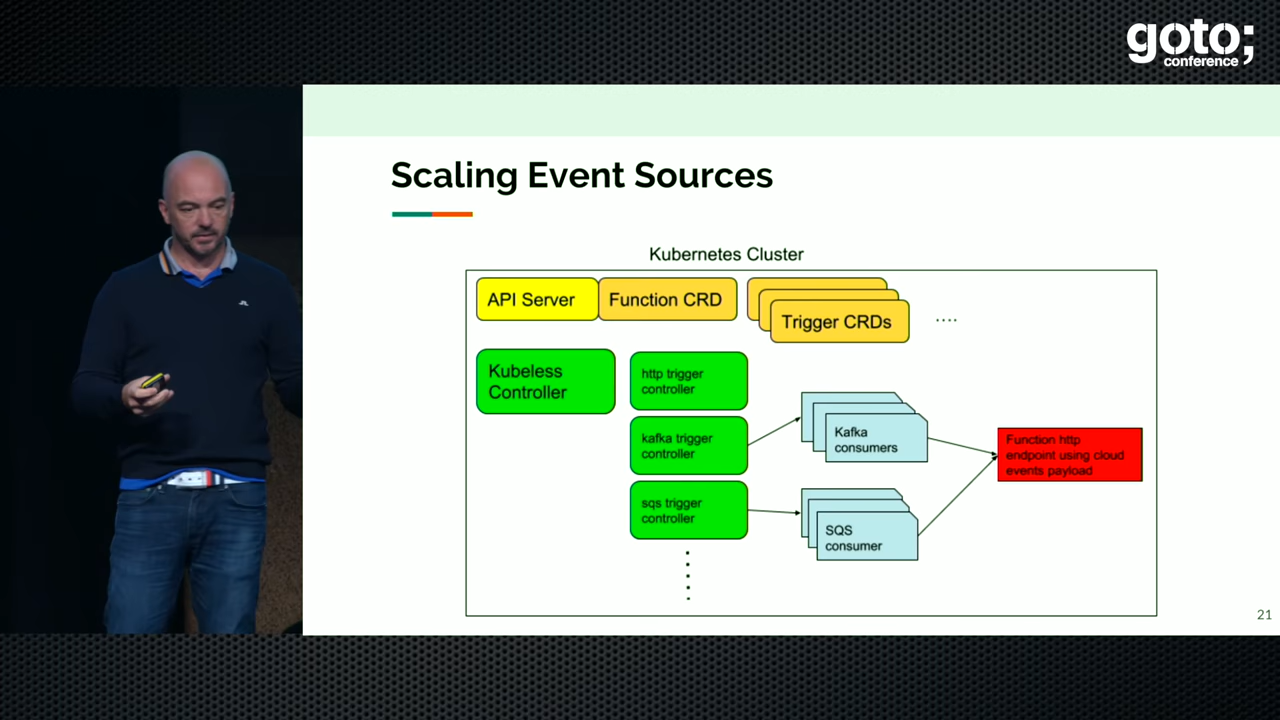 goto;
conference
Scaling Event Sources
Kubernetes Cluster
API Server
Function CRD
Trigger CRDs
....
Kubeless
Controller
http trigger
controller
kafka trigger
controller
sqs trigger
controller
Kafka
consumers
SQS
consumer
Function http
endpoint using cloud
events payload
21